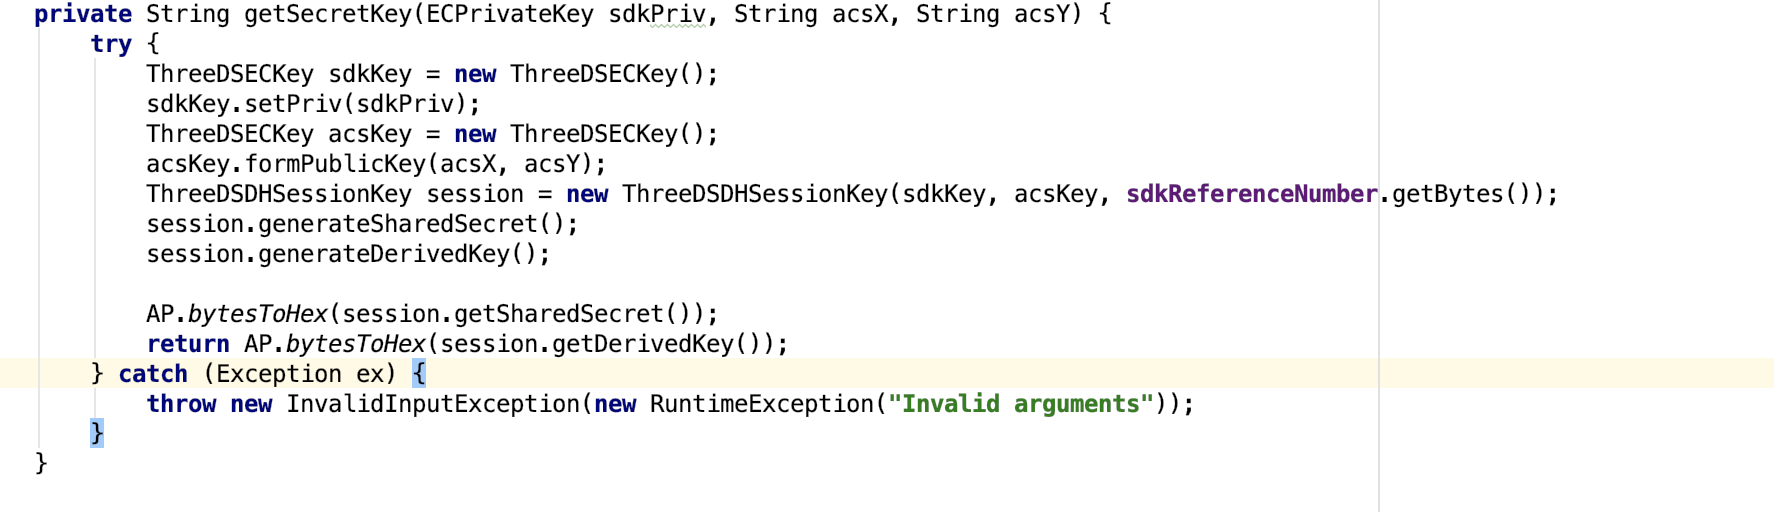 private String getSecretKey(ECPrivateKey sdkPriv, String acsX, String acsY) {
try {
ThreeDSECKey sdkKey = new ThreeDSECKey();
sdkKey.setPriv(sdkPriv);
ThreeDSECKey acsKey = new ThreeDSECKey();
acsKey.formPublicKey(acsX, acsY);
ThreeDSDHSessionKey session = new ThreeDSDHSessionKey(sdkKey, acsKey, sdkReferenceNumber.getBytes());
session.generateSharedSecret();
session.generateDerivedKey();
AP.bytesToHex(session.getSharedSecret());
return AP.bytesToHex(session.getDerivedKey());
} catch (Exception ex) {
throw new InvalidInputException(new RuntimeException("Invalid arguments"));
}
}